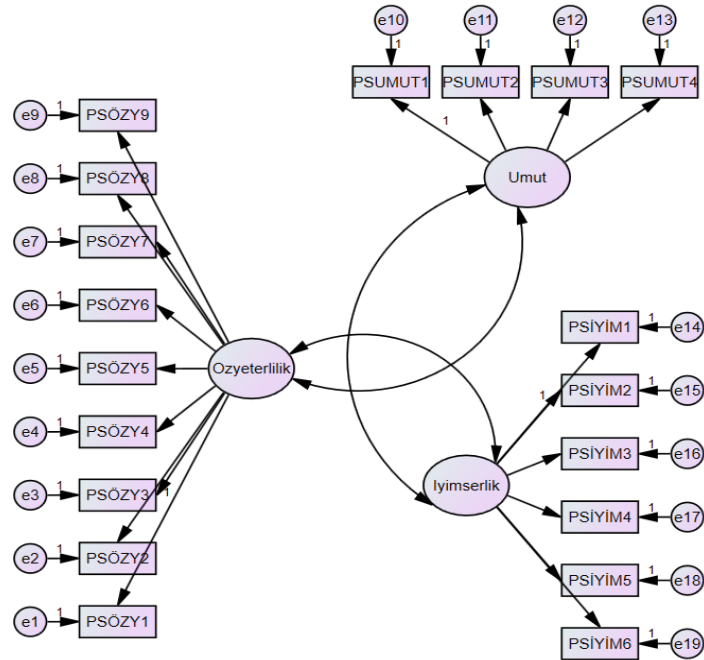 e10 e11 e12 e13
1 1 1 1
PSUMUT1 PSUMUT2 PSUMUT3 PSUMUT4
1
Umut
e9 1 PSÖZY9
e8 1 PSÖZY8
e7 1 PSÖZY7
e6 1 PSÖZY6
e5 1 PSÖZY5
e4 1 PSÖZY4
e3 1 PSÖZY3
1
e2 1 PSÖZY2
e1 1 PSÖZY1
Ozyeterlilik
PSİYİM1 1 e14
1
PSİYİM2 1 e15
PSİYİM3 1 e16
PSİYİM4 1 e17
PSİYİM5 1 e18
PSİYİM6 1 e19
Iyimserlik